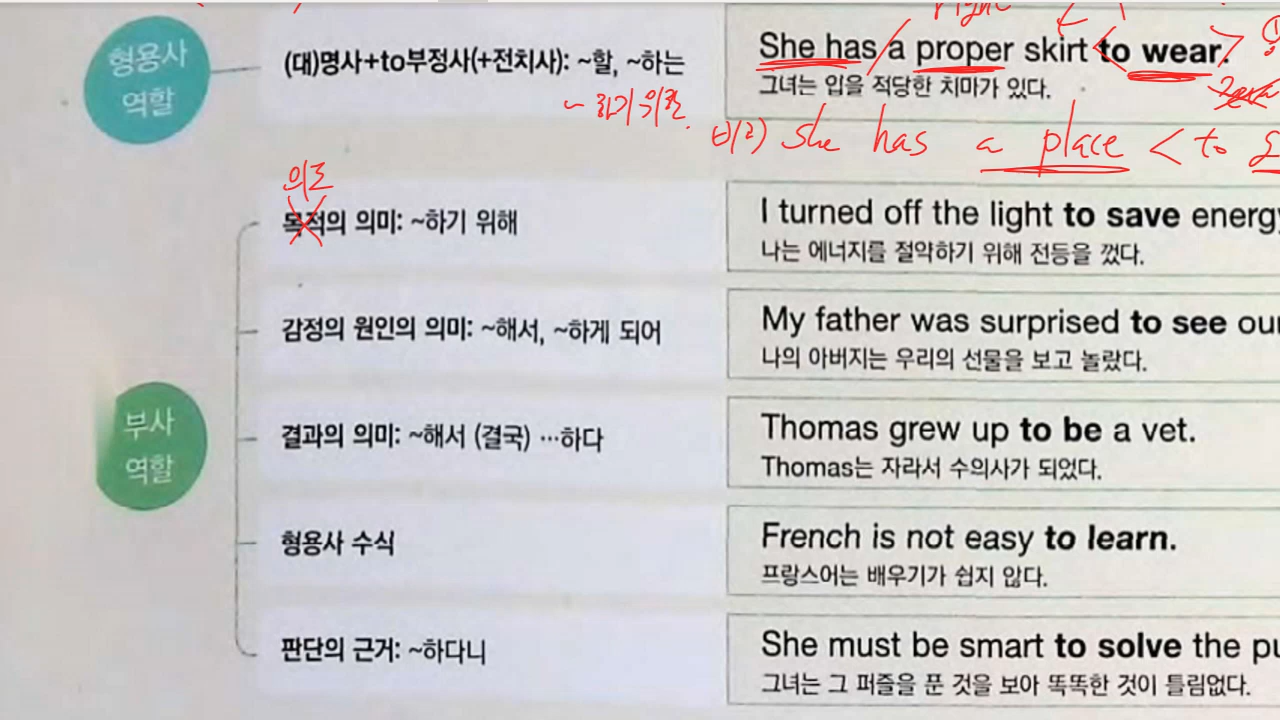 형용사
역할
(대)명사+to부정사(+전치사): ~할, ~하는
~ 하기 위한
She has a proper skirt to wear.
그녀는 입을 적당한 치마가 있다.
비2) she has a place < to
부사
역할
의도
목적의 의미: ~하기 위해
I turned off the light to save energy
나는 에너지를 절약하기 위해 전등을 껐다.
감정의 원인의 의미: ~해서, ~하게 되어
My father was surprised to see our
나의 아버지는 우리의 선물을 보고 놀랐다.
결과의 의미: ~해서 (결국) …하다
Thomas grew up to be a vet.
Thomas는 자라서 수의사가 되었다.
형용사 수식
French is not easy to learn.
프랑스어는 배우기가 쉽지 않다.
판단의 근거: ~하다니
She must be smart to solve the pu
그녀는 그 퍼즐을 푼 것을 보아 똑똑한 것이 틀림없다.